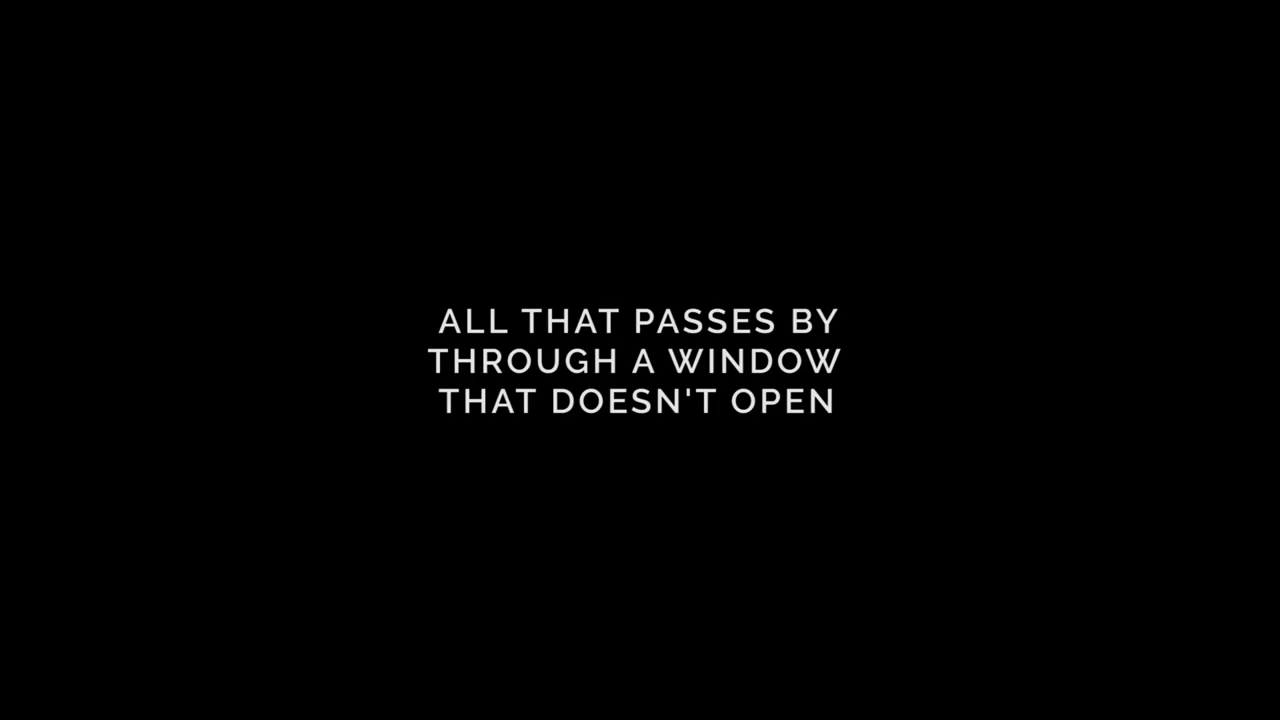 ALL THAT PASSES BY
THROUGH A WINDOW
THAT DOESN'T OPEN